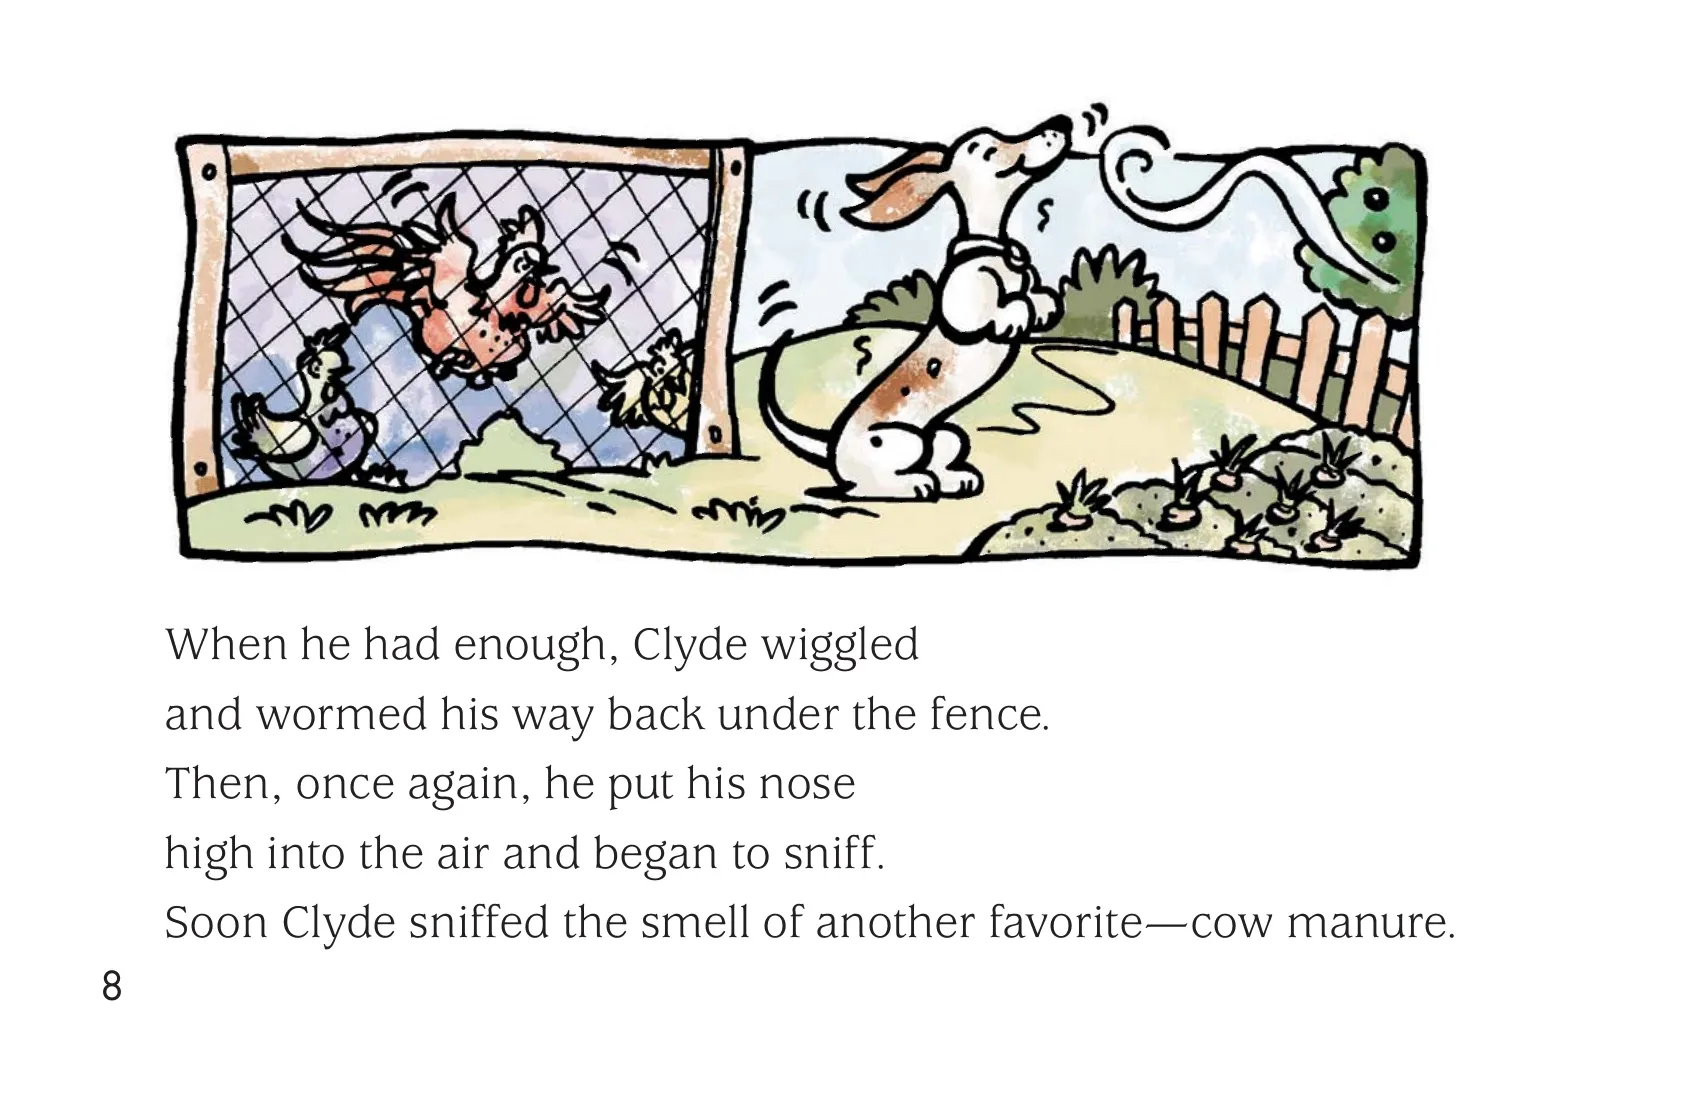 When he had enough, Clyde wiggled
and wormed his way back under the fence.
Then, once again, he put his nose
high into the air and began to sniff.
Soon Clyde sniffed the smell of another favorite—cow manure.
8